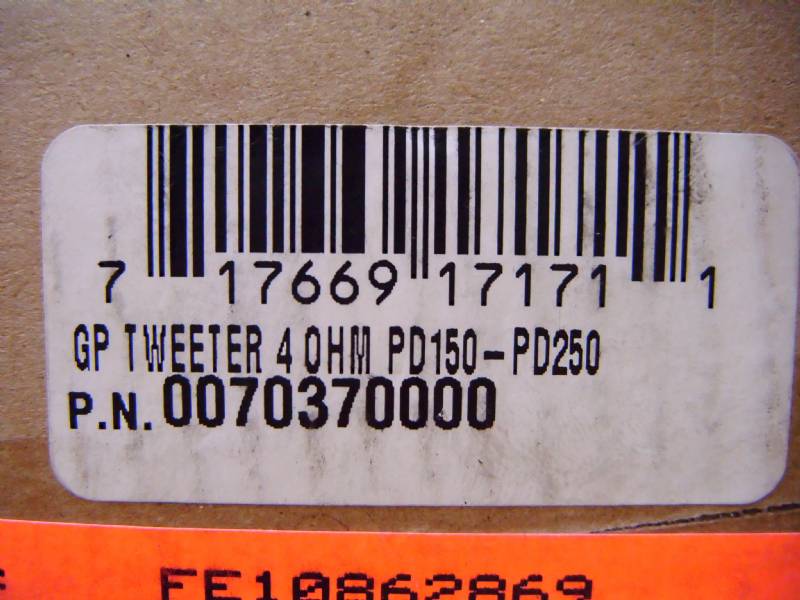 7 17669 17171 1
GP TWEETER 4 OHM PD150-PD250
P.N. 0070370000
FE10862869